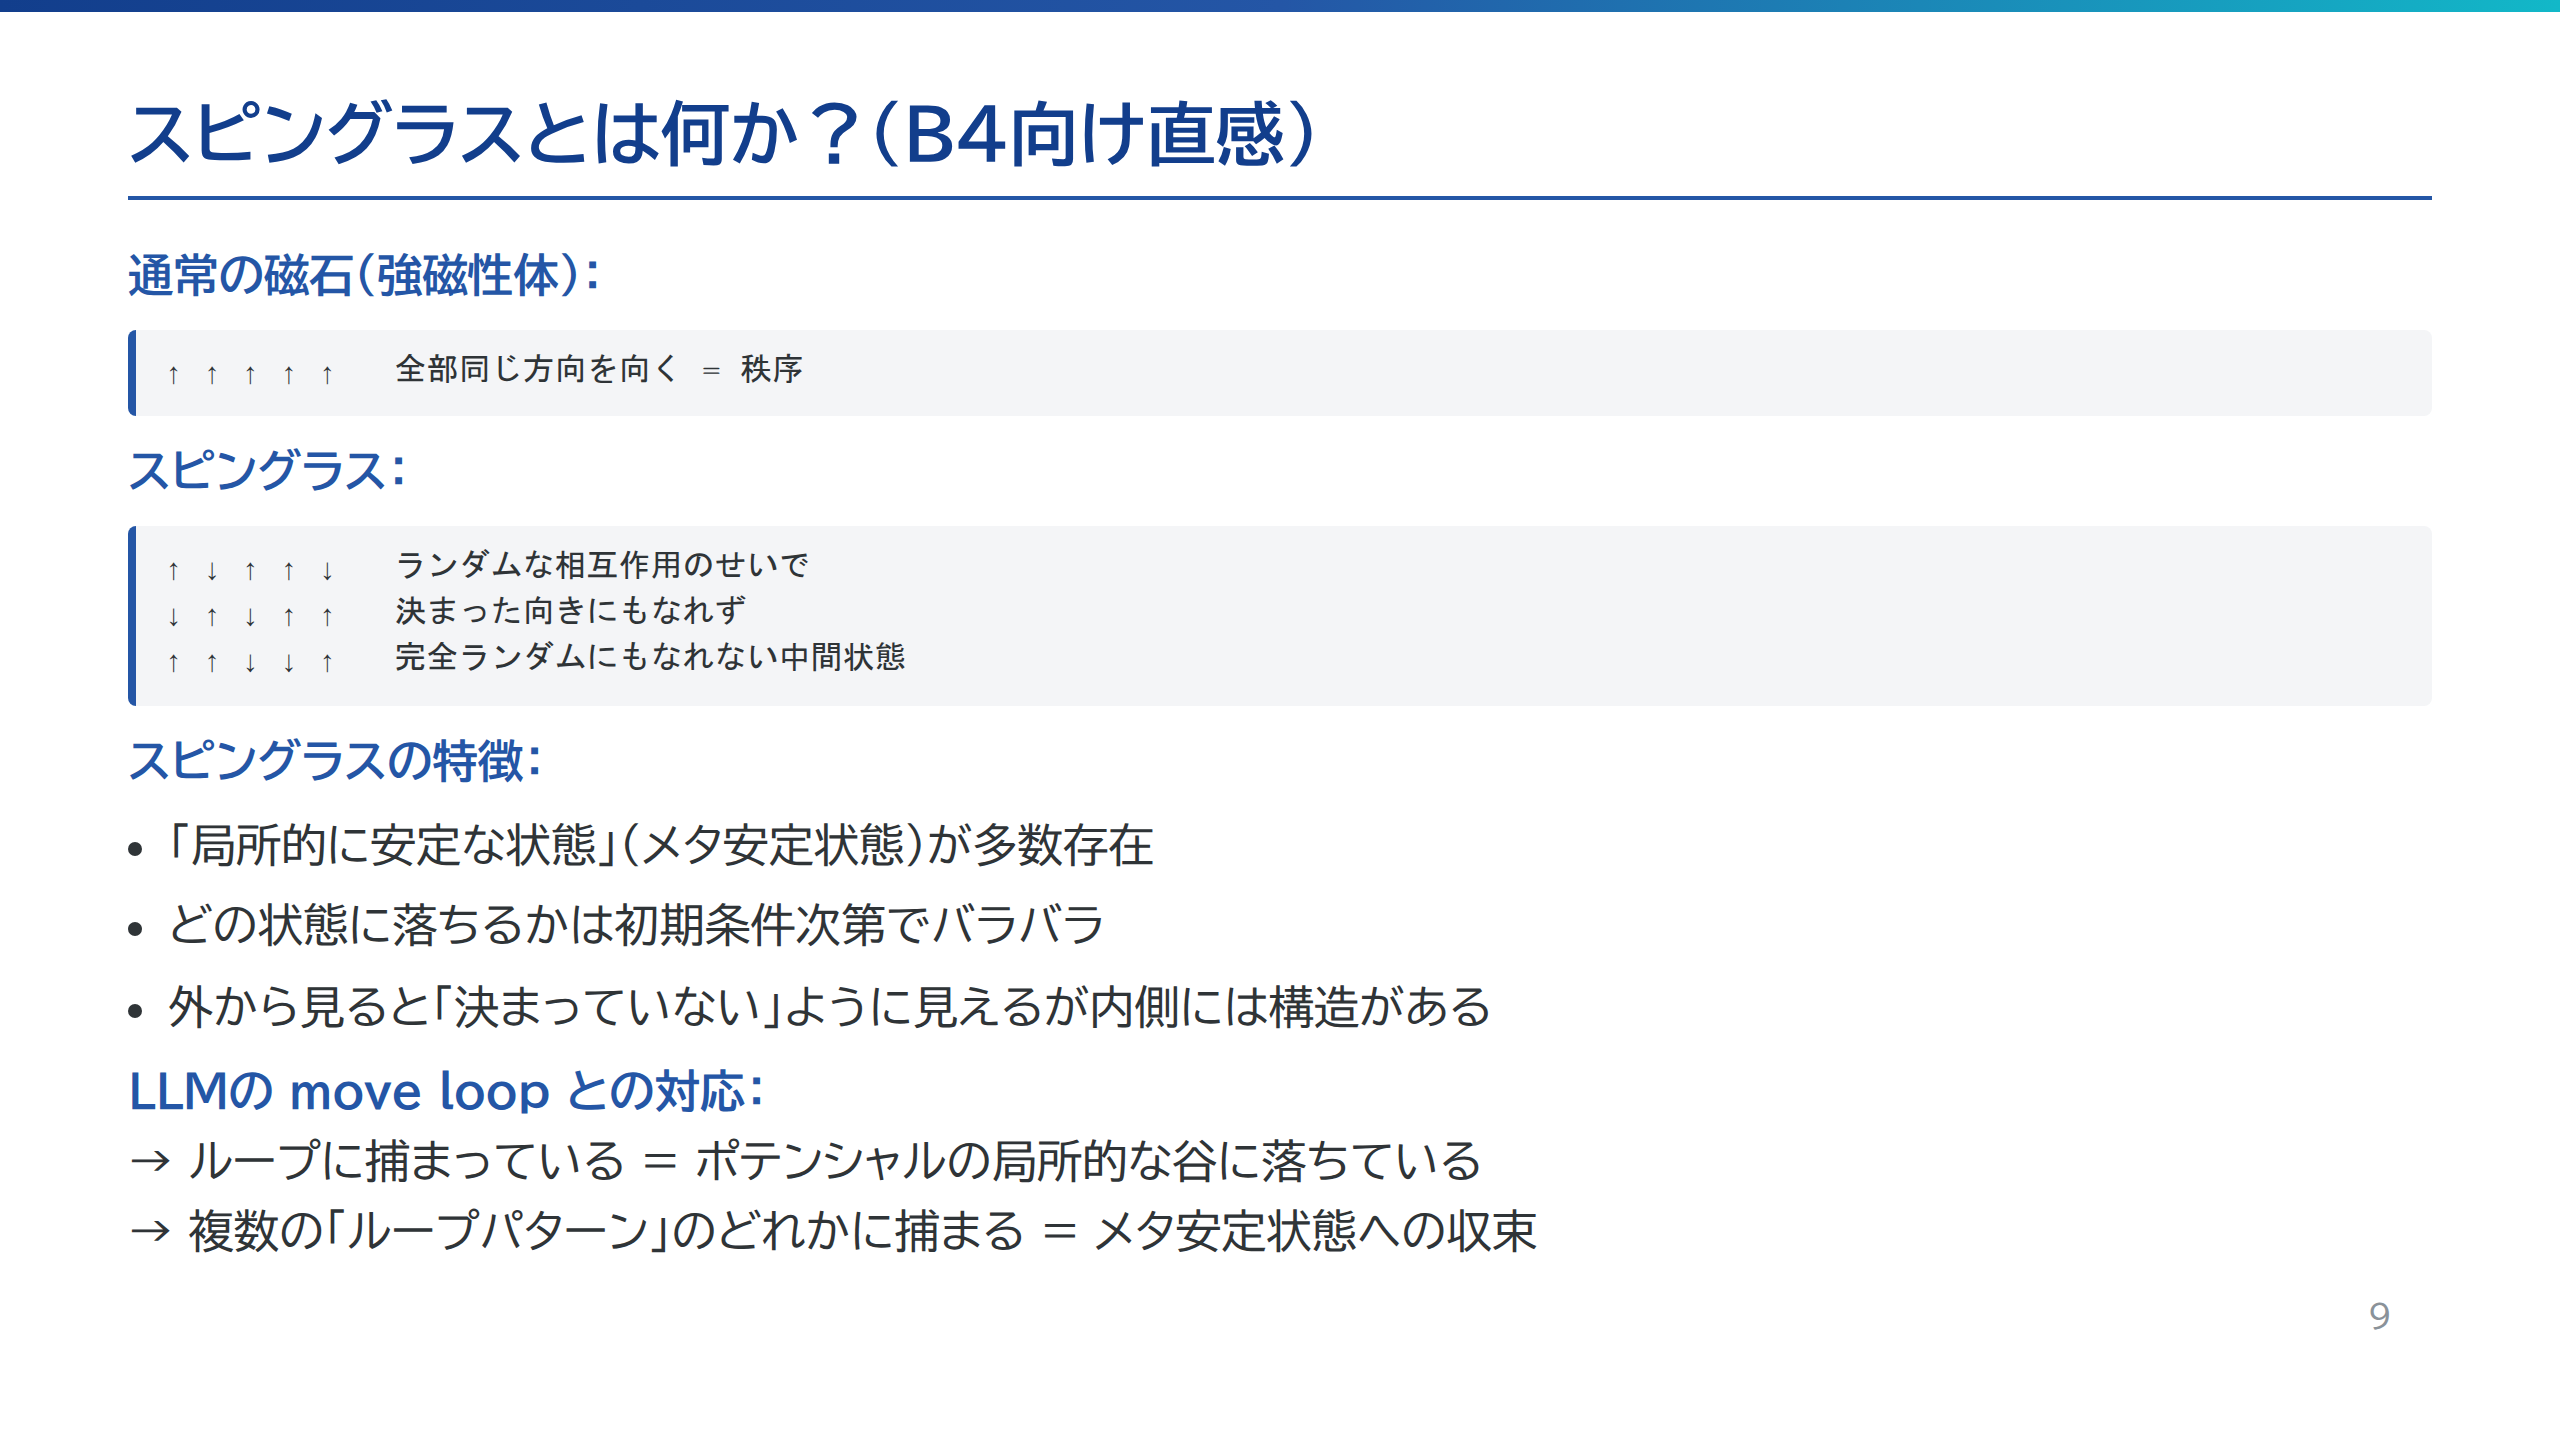 スピングラスとは何か？（B4向け直感）
通常の磁石（強磁性体）：
↑ ↑ ↑ ↑ ↑ 全部同じ方向を向く = 秩序
スピングラス：
↑ ↓ ↑ ↑ ↓ ランダムな相互作用のせいで
↓ ↑ ↓ ↑ ↑ 決まった向きにもなれず
↑ ↑ ↓ ↓ ↑ 完全ランダムにもなれない中間状態
スピングラスの特徴：
• 「局所的に安定な状態」（メタ安定状態）が多数存在
• どの状態に落ちるかは初期条件次第でバラバラ
• 外から見ると「決まっていない」ように見えるが内側には構造がある
LLMの move loop との対応：
→ ループに捕まっている = ポテンシャルの局所的な谷に落ちている
→ 複数の「ループパターン」のどれかに捕まる = メタ安定状態への収束
9